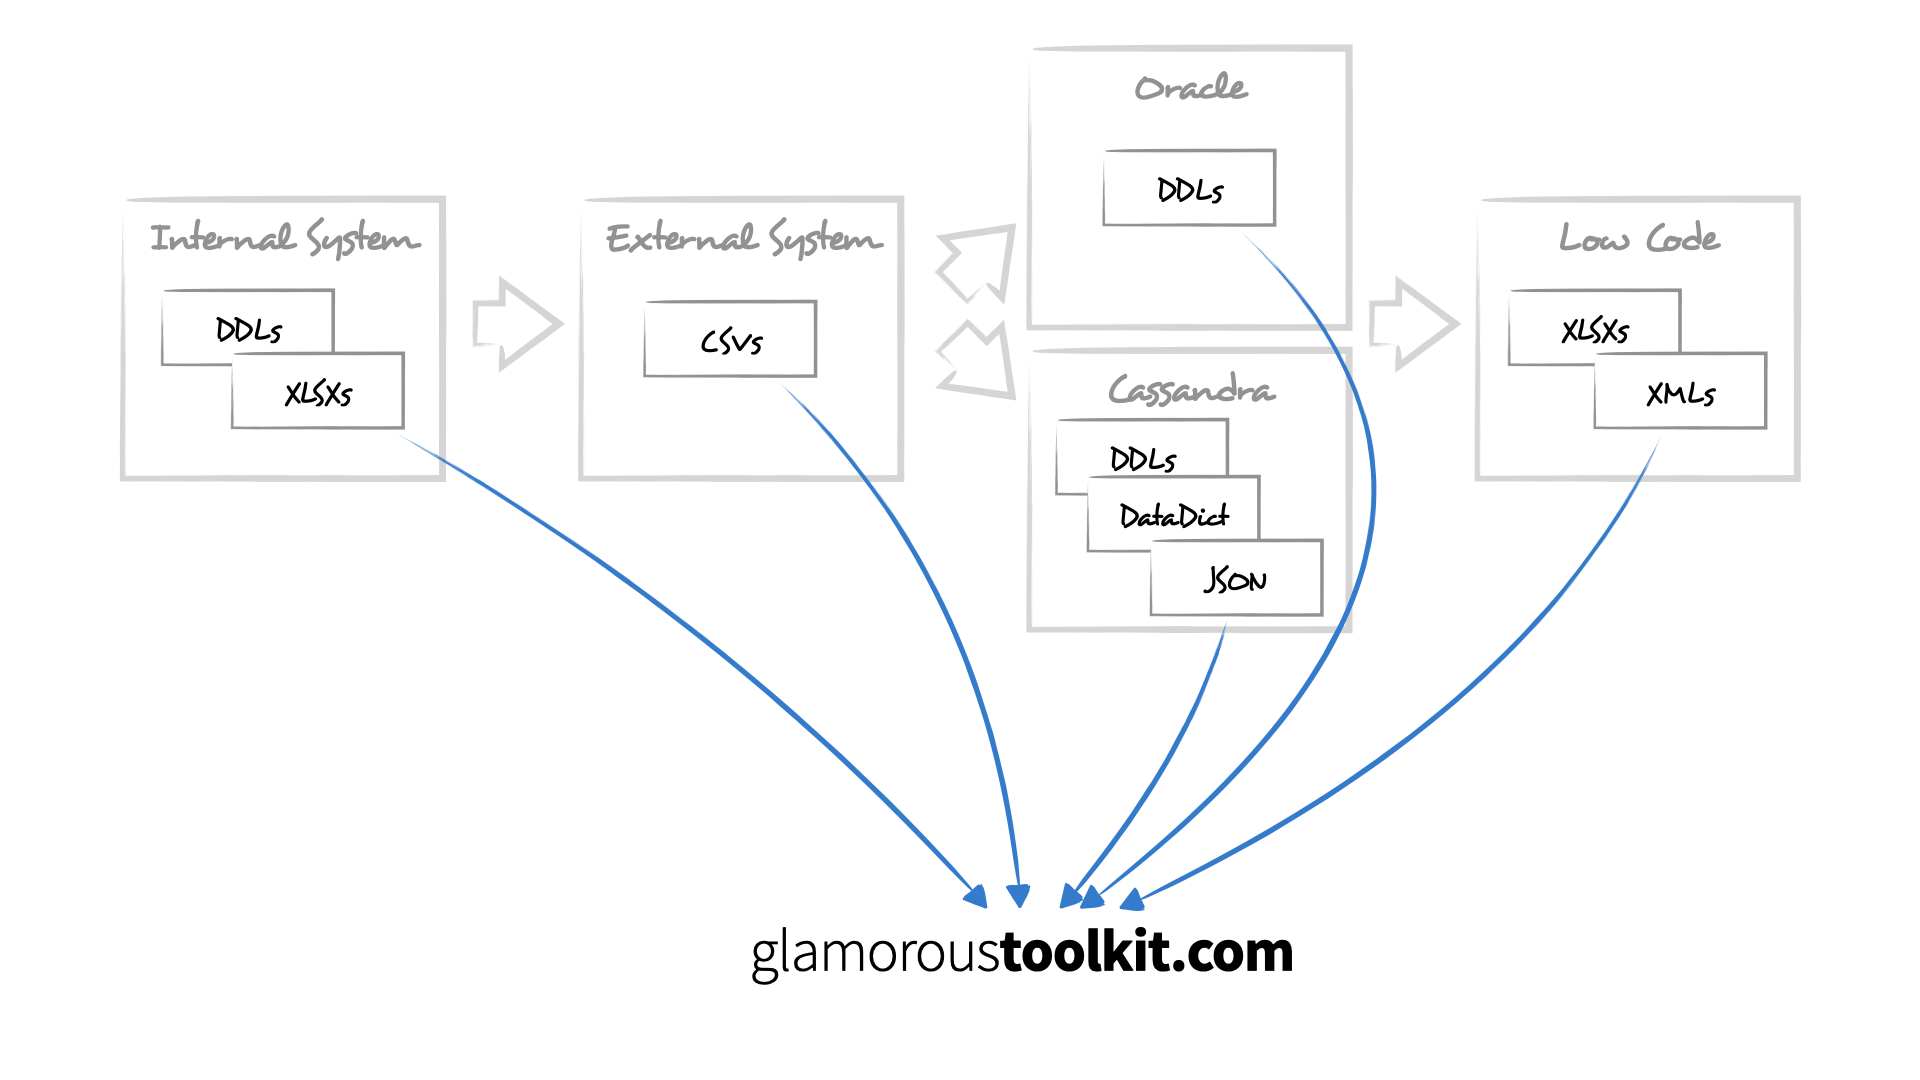 Internal System
DDLs
XLSXs
External System
CSVs
Oracle
DDLs
Cassandra
DDLs
DataDict
JSON
Low Code
XLSXs
XMLs
glamoroustoolkit.com